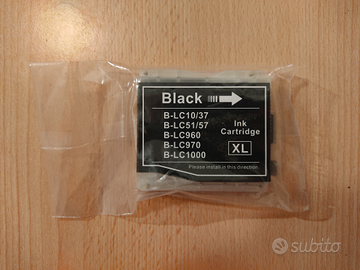 Black
B-LC10/37
B-LC51/57
B-LC960
B-LC970
B-LC1000
Ink
Cartridge
XL
Please install in this direction
subito